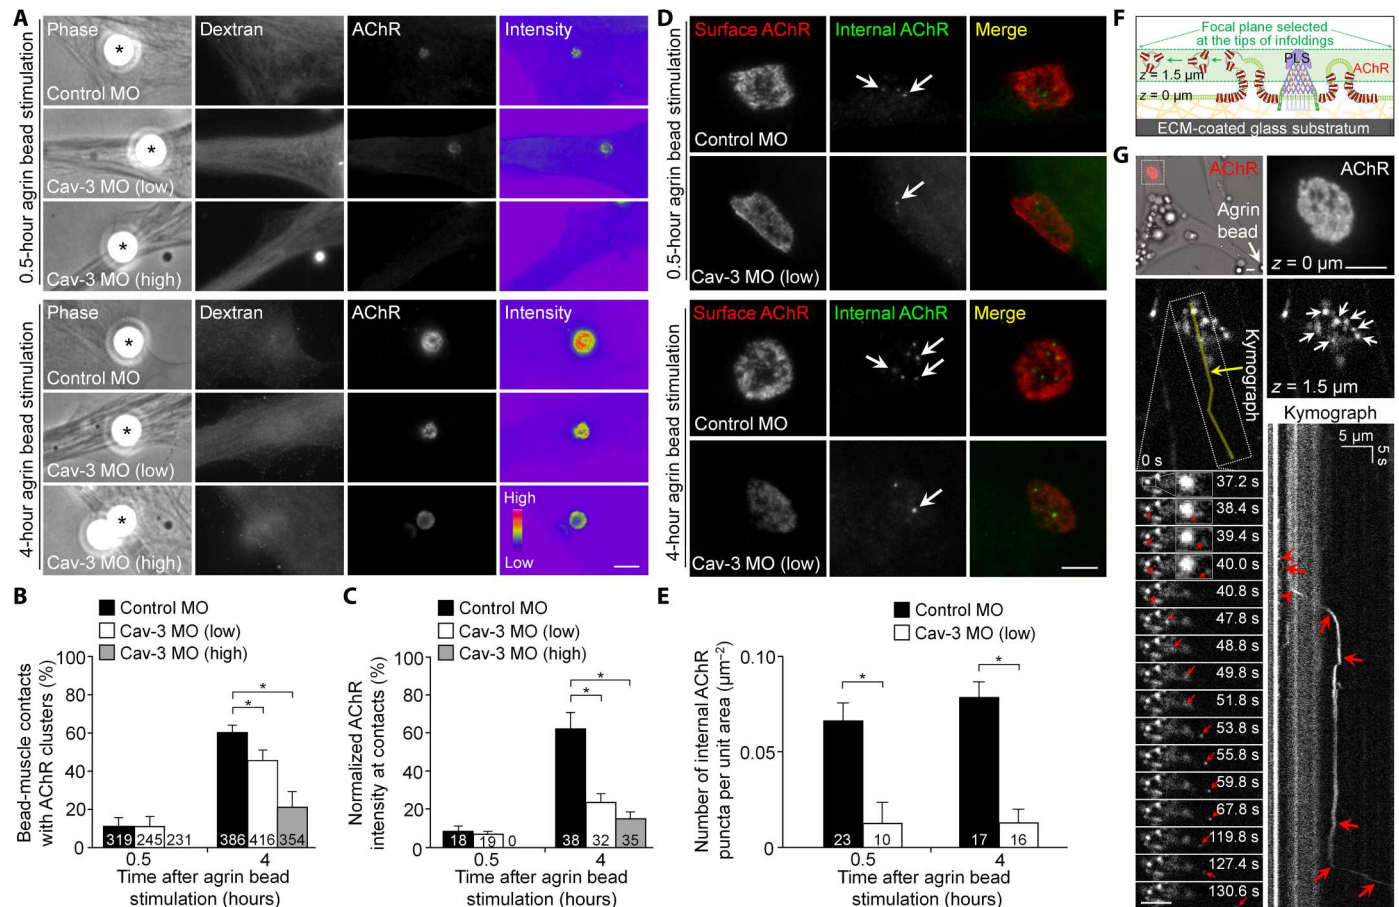 A
0.5-hour agrin bead stimulation
Phase
Dextran
AChR
Intensity
*
Control MO
*
Cav-3 MO (low)
*
Cav-3 MO (high)
4-hour agrin bead stimulation
Phase
Dextran
AChR
Intensity
*
Control MO
*
Cav-3 MO (low)
*
Cav-3 MO (high)
High
Low
B
Control MO
Cav-3 MO (low)
Cav-3 MO (high)
Bead-muscle contacts
with AChR clusters (%)
100
80
60
40
20
0
*
*
319 245 231
386 416 354
0.5
4
Time after agrin bead
stimulation (hours)
C
Control MO
Cav-3 MO (low)
Cav-3 MO (high)
Normalized AChR
intensity at contacts (%)
100
80
60
40
20
0
*
*
18 19 0
38 32 35
0.5
4
Time after agrin bead
stimulation (hours)
D
0.5-hour agrin bead stimulation
Surface AChR
Internal AChR
Merge
Control MO
Cav-3 MO (low)
4-hour agrin bead stimulation
Surface AChR
Internal AChR
Merge
Control MO
Cav-3 MO (low)
E
Control MO
Cav-3 MO (low)
Number of internal AChR
puncta per unit area (μm⁻²)
0.10
0.05
0
*
*
23 10
17 16
0.5
4
Time after agrin bead
stimulation (hours)
F
Focal plane selected
at the tips of infoldings
PLS
AChR
z = 1.5 μm
z = 0 μm
ECM-coated glass substratum
G
AChR
Agrin
bead
AChR
z = 0 μm
Kymograph
0 s
z = 1.5 μm
Kymograph
5 μm
5 s
37.2 s
38.4 s
39.4 s
40.0 s
40.8 s
47.8 s
48.8 s
49.8 s
51.8 s
53.8 s
55.8 s
59.8 s
67.8 s
119.8 s
127.4 s
130.6 s